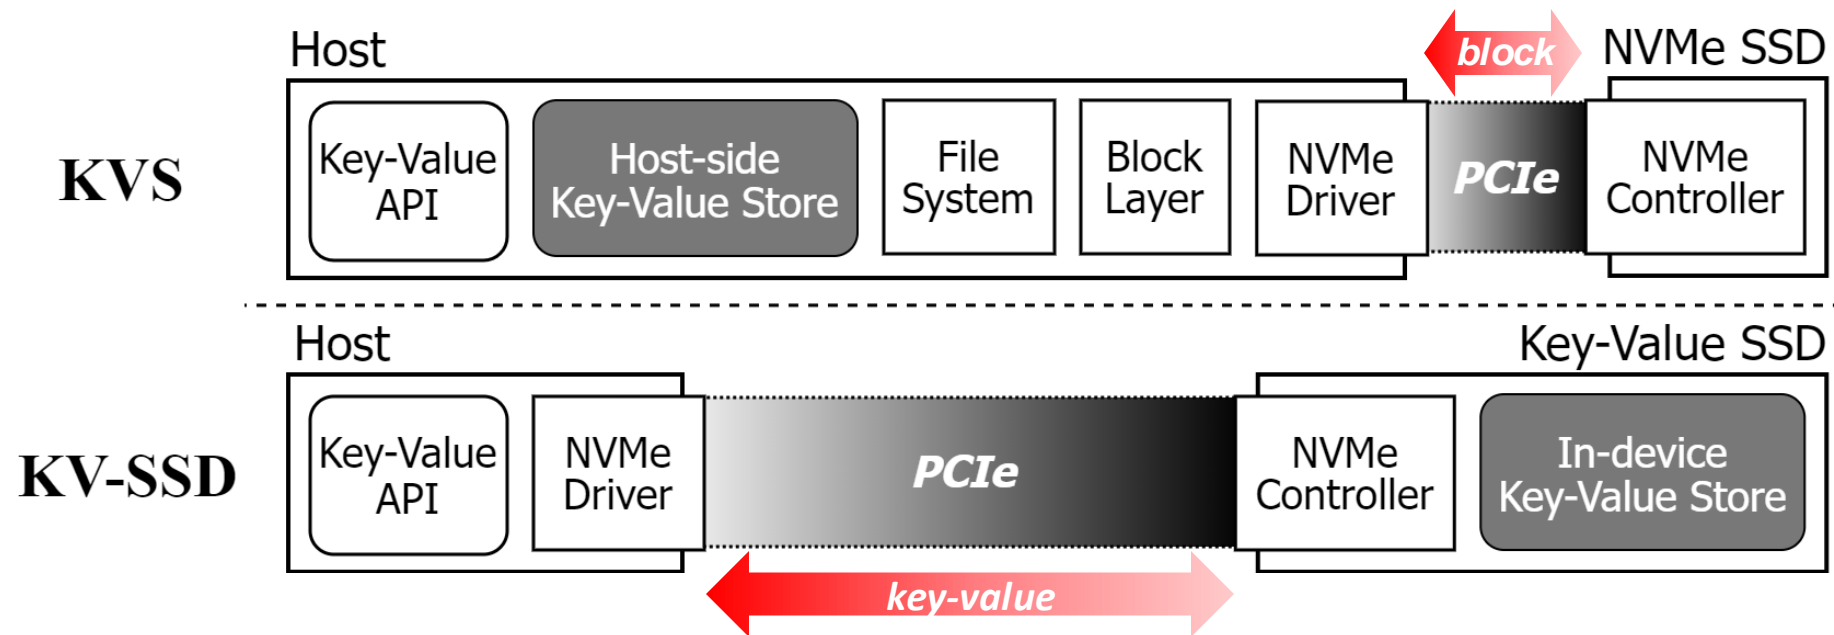 Host
block
NVMe SSD
KVS
Key-Value
API
Host-side
Key-Value Store
File
System
Block
Layer
NVMe
Driver
PCIe
NVMe
Controller
Host
Key-Value SSD
KV-SSD
Key-Value
API
NVMe
Driver
PCIe
NVMe
Controller
In-device
Key-Value Store
key-value